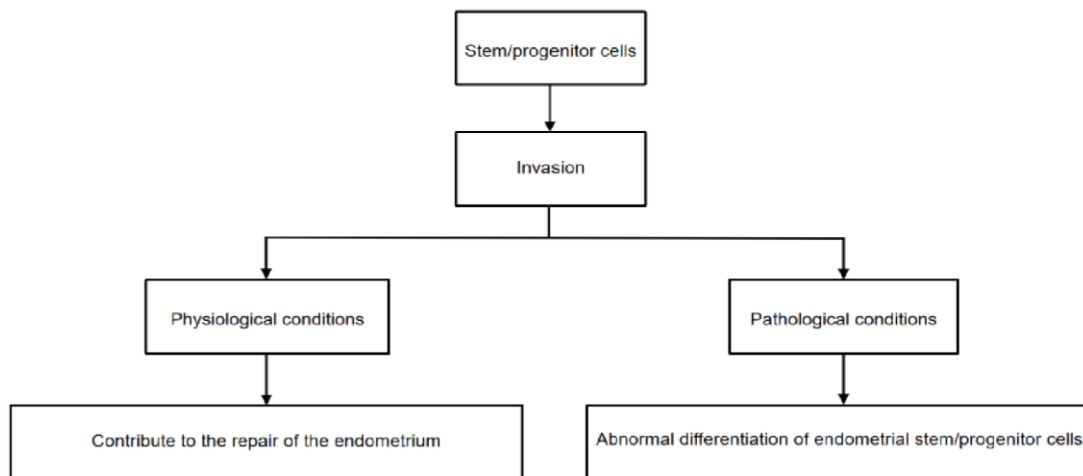 Stem/progenitor cells
Invasion
Physiological conditions
Pathological conditions
Contribute to the repair of the endometrium
Abnormal differentiation of endometrial stem/progenitor cells